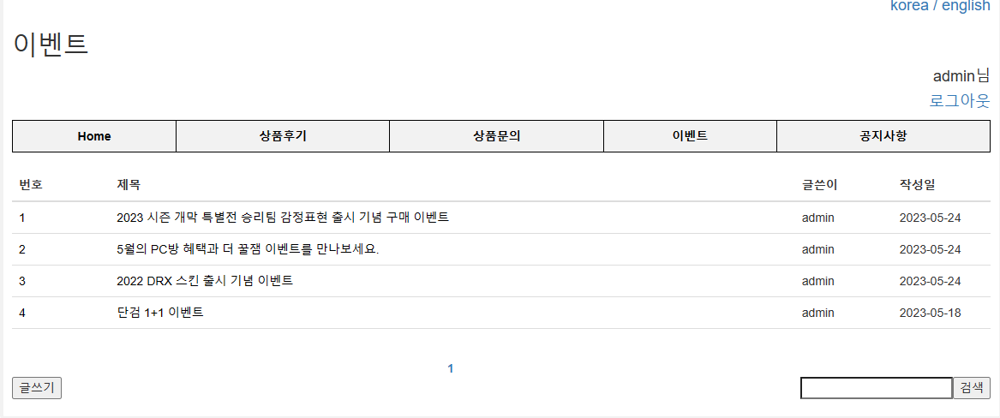 korea / english
이벤트
admin님
로그아웃
Home 상품후기 상품문의 이벤트 공지사항
번호 제목 글쓴이 작성일
1 2023 시즌 개막 특별전 승리팀 감정표현 출시 기념 구매 이벤트 admin 2023-05-24
2 5월의 PC방 혜택과 더 꿀잼 이벤트를 만나보세요. admin 2023-05-24
3 2022 DRX 스킨 출시 기념 이벤트 admin 2023-05-24
4 단검 1+1 이벤트 admin 2023-05-18
1
글쓰기 검색